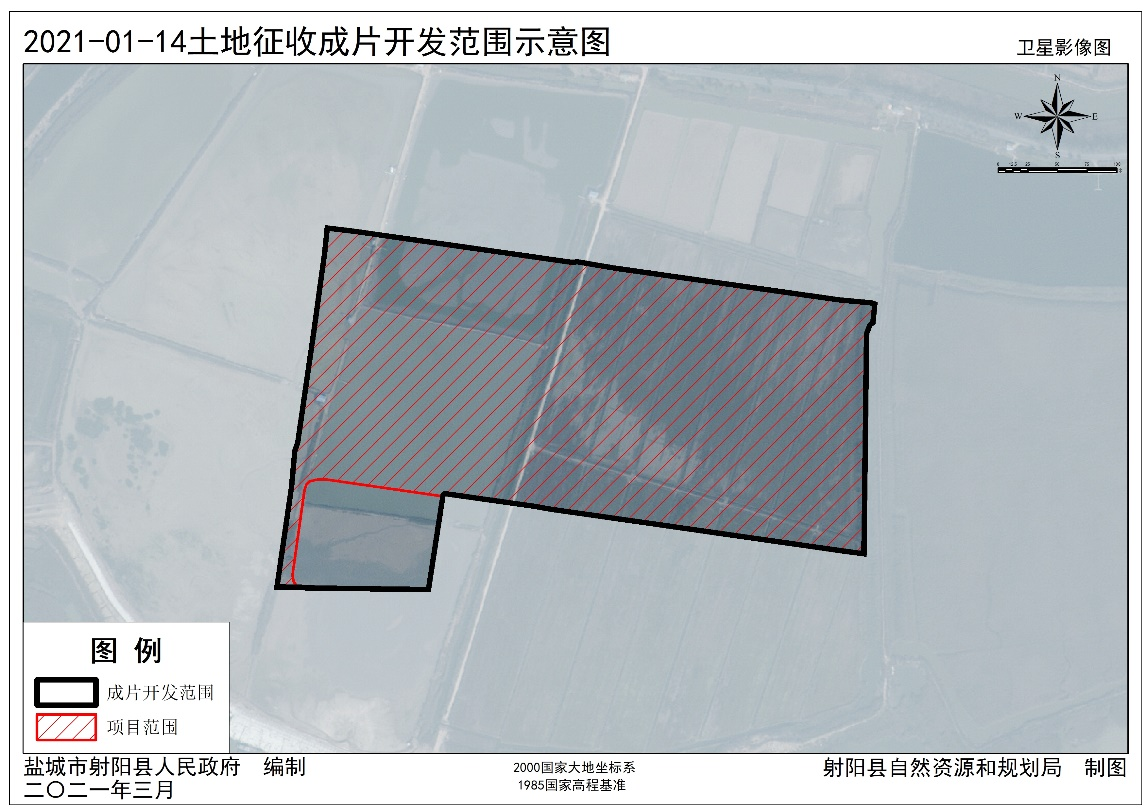 2021-01-14土地征收成片开发范围示意图
卫星影像图
N
W E
S
图 例
成片开发范围
项目范围
盐城市射阳县人民政府 编制
二〇二一年三月
2000国家大地坐标系
1985国家高程基准
射阳县自然资源和规划局 制图